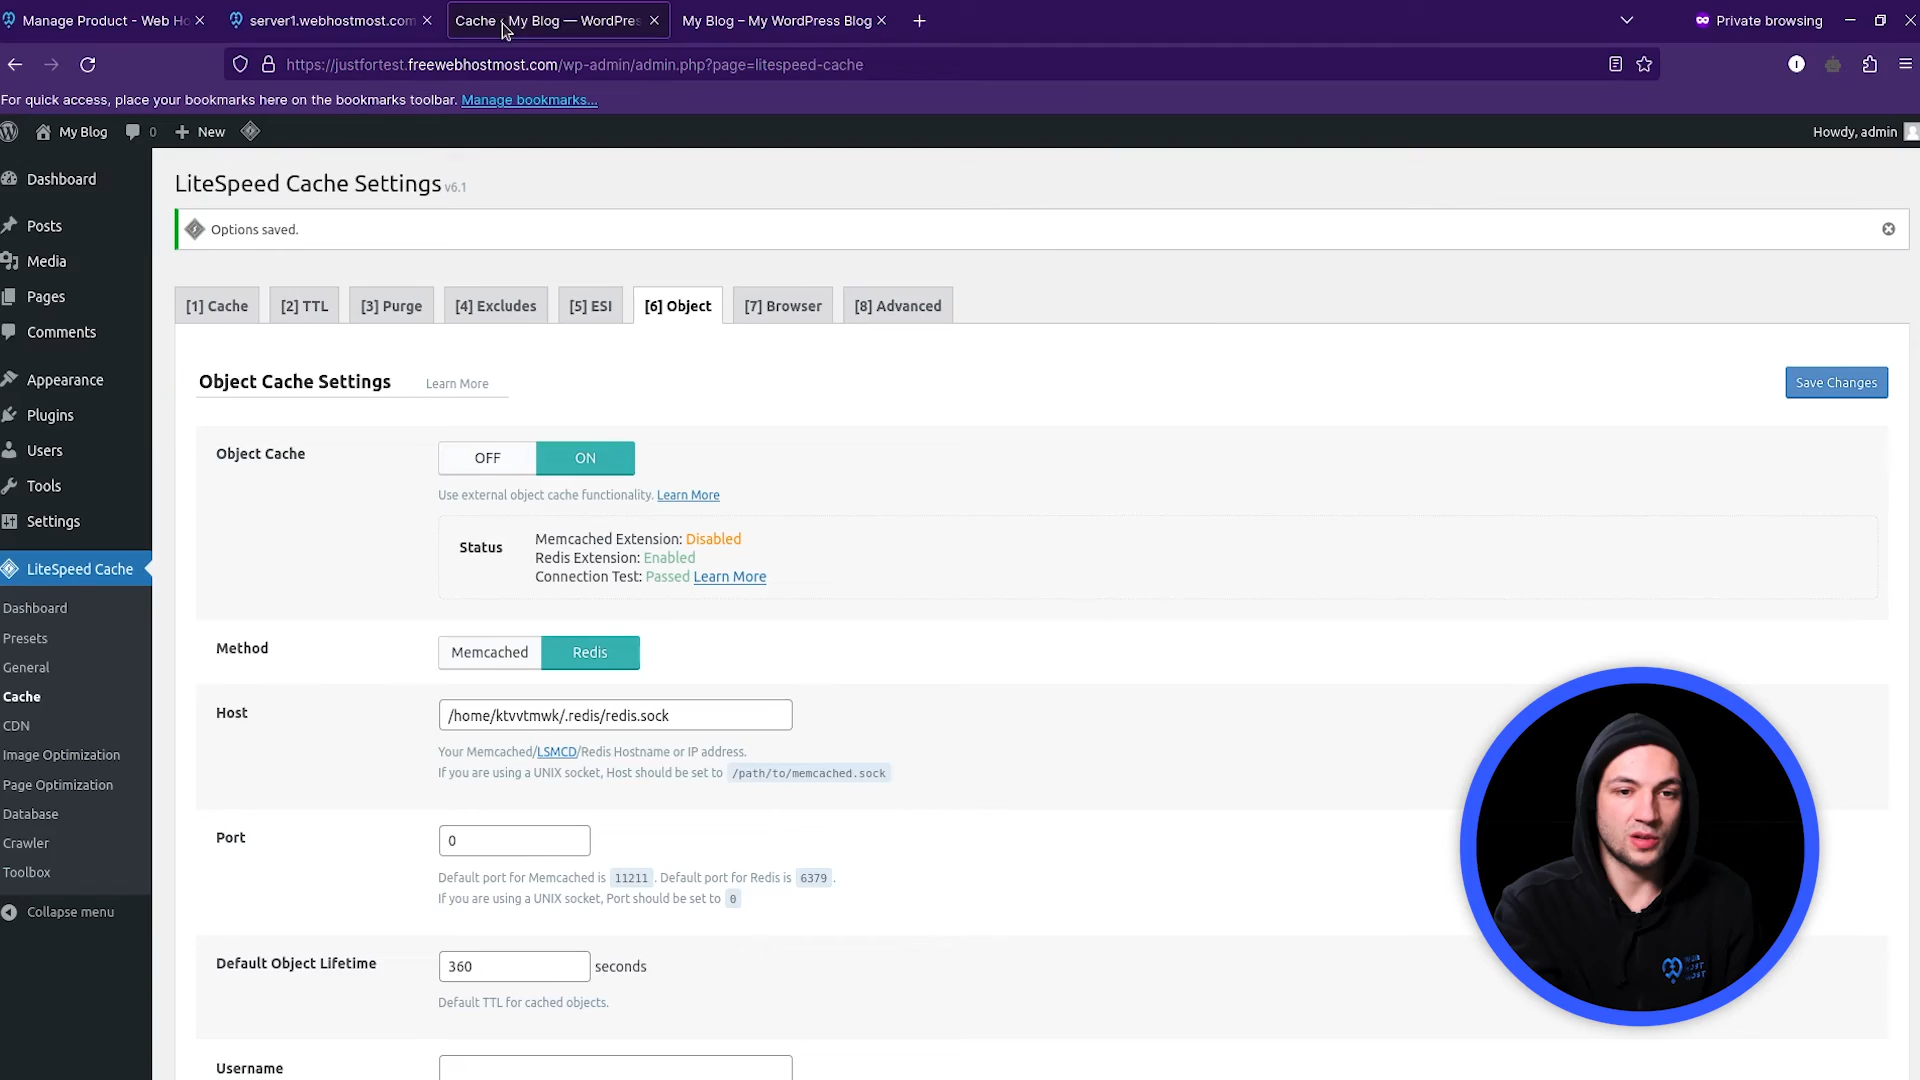 Manage Product - Web Ho
server1.webhostmost.com
Cache ‹ My Blog — WordPres
My Blog – My WordPress Blog
Private browsing
https://justfortest.freewebhostmost.com/wp-admin/admin.php?page=litespeed-cache
For quick access, place your bookmarks here on the bookmarks toolbar. Manage bookmarks...
My Blog
0
New
Howdy, admin
Dashboard
Posts
Media
Pages
Comments
Appearance
Plugins
Users
Tools
Settings
LiteSpeed Cache
Dashboard
Presets
General
Cache
CDN
Image Optimization
Page Optimization
Database
Crawler
Toolbox
Collapse menu
LiteSpeed Cache Settings v6.1
Options saved.
[1] Cache
[2] TTL
[3] Purge
[4] Excludes
[5] ESI
[6] Object
[7] Browser
[8] Advanced
Object Cache Settings
Learn More
Save Changes
Object Cache
OFF
ON
Use external object cache functionality. Learn More
Status
Memcached Extension: Disabled
Redis Extension: Enabled
Connection Test: Passed Learn More
Method
Memcached
Redis
Host
/home/ktvvtmwk/.redis/redis.sock
Your Memcached/LSMCD/Redis Hostname or IP address.
If you are using a UNIX socket, Host should be set to /path/to/memcached.sock
Port
0
Default port for Memcached is 11211. Default port for Redis is 6379.
If you are using a UNIX socket, Port should be set to 0
Default Object Lifetime
360
seconds
Default TTL for cached objects.
Username